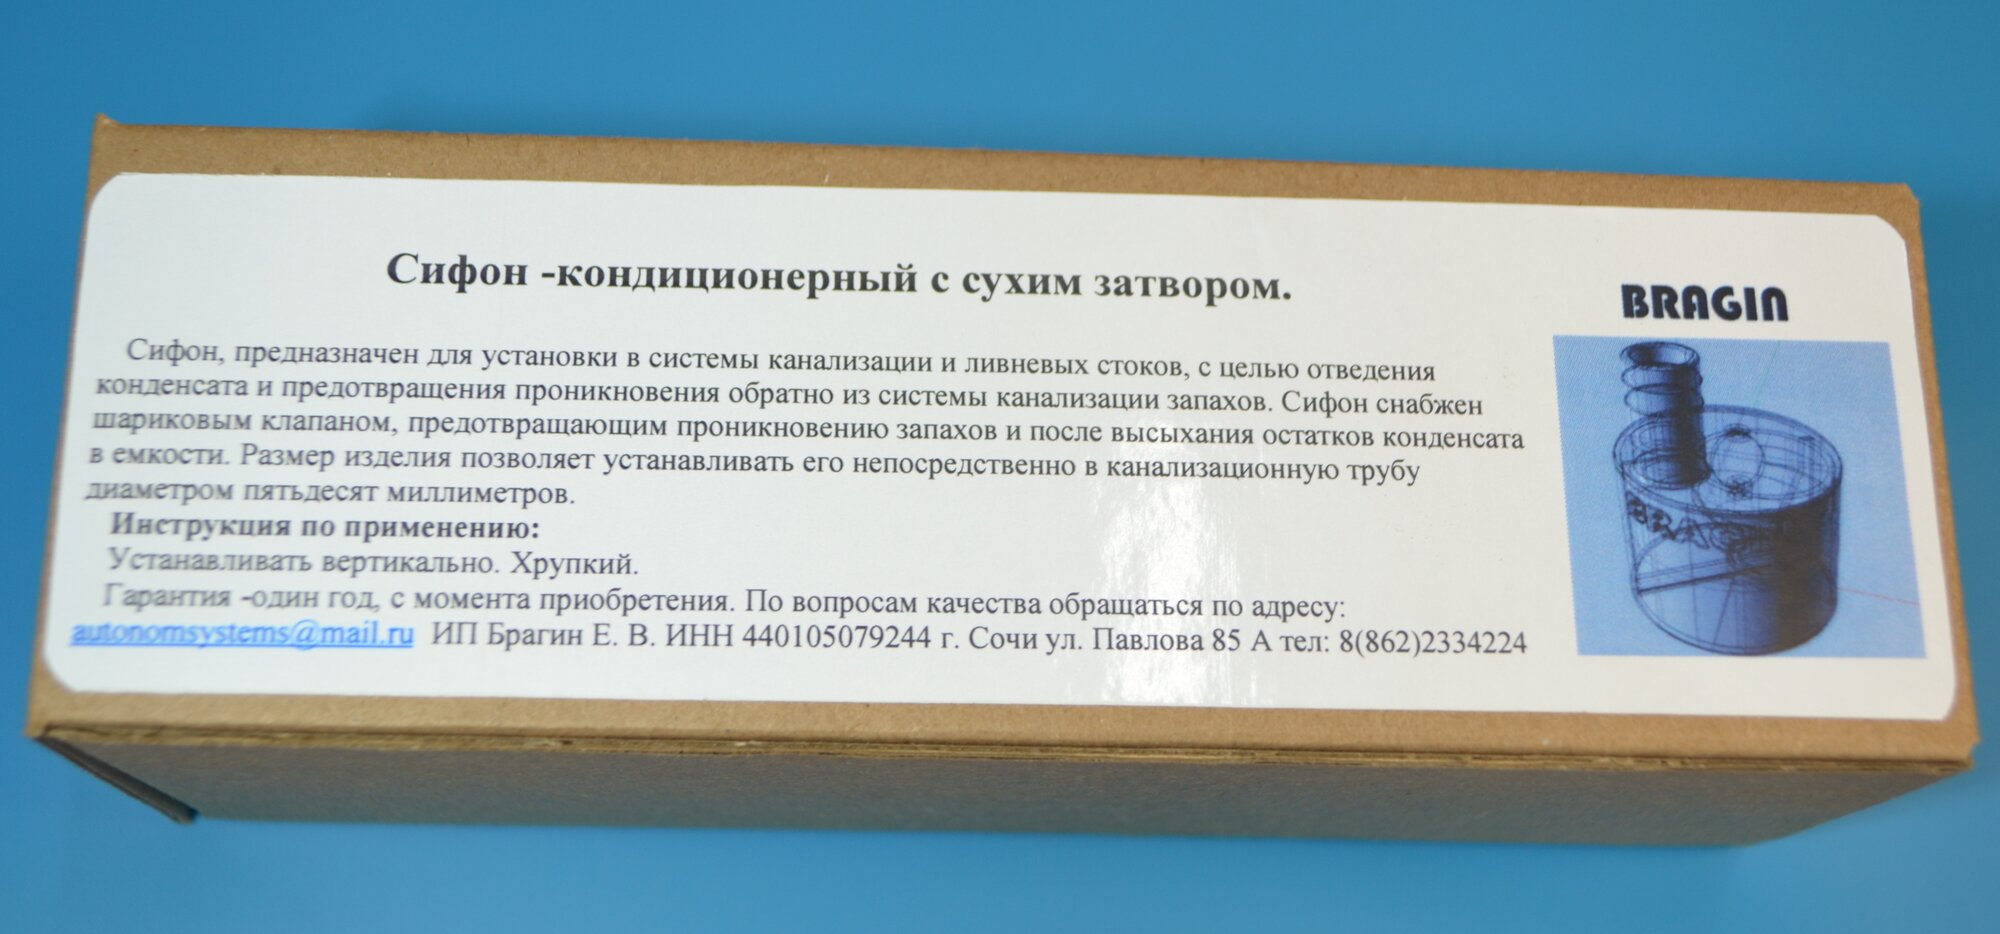 Сифон -кондиционерный с сухим затвором.
BRAGIN
Сифон, предназначен для установки в системы канализации и ливневых стоков, с целью отведения
конденсата и предотвращения проникновения обратно из системы канализации запахов. Сифон снабжен
шариковым клапаном, предотвращающим проникновению запахов и после высыхания остатков конденсата
в емкости. Размер изделия позволяет устанавливать его непосредственно в канализационную трубу
диаметром пятьдесят миллиметров.
Инструкция по применению:
Устанавливать вертикально. Хрупкий.
Гарантия -один год, с момента приобретения. По вопросам качества обращаться по адресу:
autonomsystems@mail.ru ИП Брагин Е. В. ИНН 440105079244 г. Сочи ул. Павлова 85 А тел: 8(862)2334224